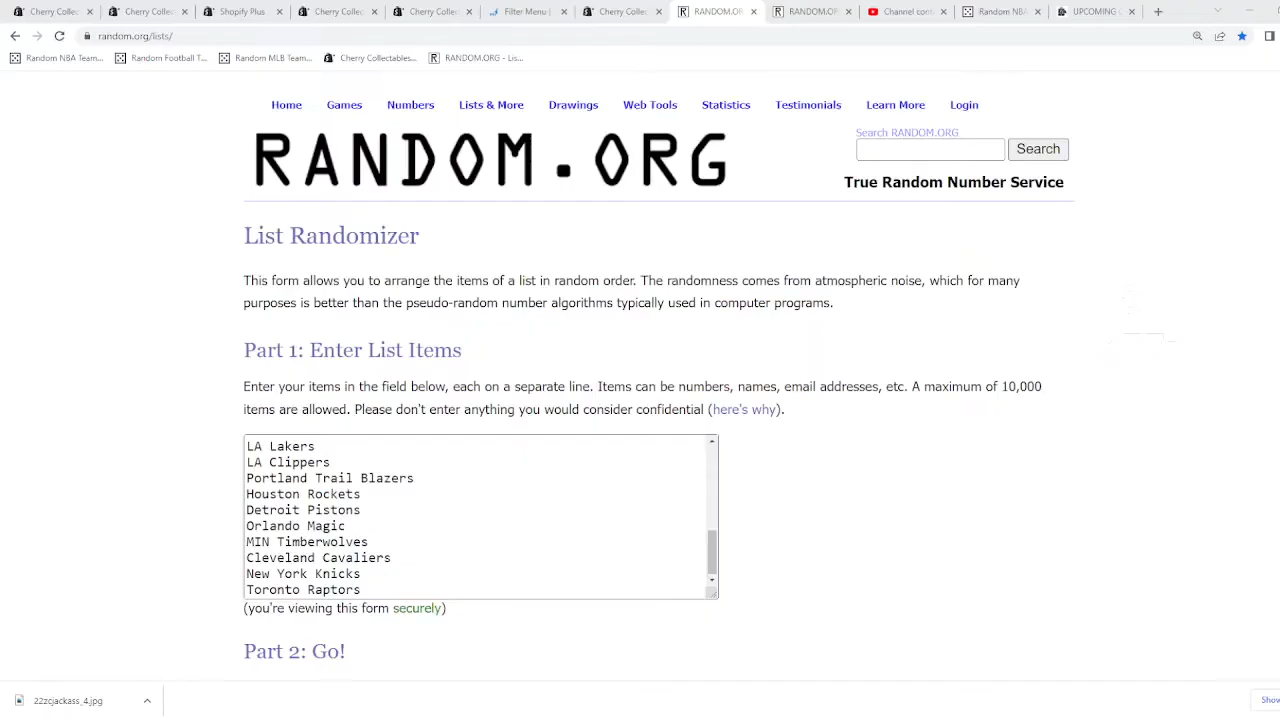 Cherry Collec
Cherry Collec
Shopify Plus
Cherry Collec
Cherry Collec
Filter Menu |
Cherry Collec
RANDOM.OR
RANDOM.OR
Channel cont
Random NBA
UPCOMING
random.org/lists/
Random NBA Team...
Random Football T...
Random MLB Team...
Cherry Collectables...
RANDOM.ORG - Lis...
Home Games Numbers Lists & More Drawings Web Tools Statistics Testimonials Learn More Login
RANDOM.ORG
Search RANDOM.ORG
Search
True Random Number Service
List Randomizer
This form allows you to arrange the items of a list in random order. The randomness comes from atmospheric noise, which for many
purposes is better than the pseudo-random number algorithms typically used in computer programs.
Part 1: Enter List Items
Enter your items in the field below, each on a separate line. Items can be numbers, names, email addresses, etc. A maximum of 10,000
items are allowed. Please don't enter anything you would consider confidential (here's why).
LA Lakers
LA Clippers
Portland Trail Blazers
Houston Rockets
Detroit Pistons
Orlando Magic
MIN Timberwolves
Cleveland Cavaliers
New York Knicks
Toronto Raptors
(you're viewing this form securely)
Part 2: Go!
22zcjackass_4.jpg
Show